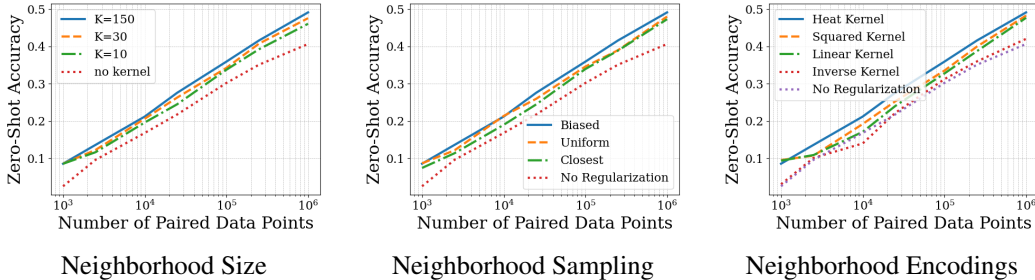 Zero-Shot Accuracy
0.5
0.4
0.3
0.2
0.1
K=150
K=30
K=10
no kernel
10³ 10⁴ 10⁵ 10⁶
Number of Paired Data Points
Neighborhood Size
Zero-Shot Accuracy
0.5
0.4
0.3
0.2
0.1
Biased
Uniform
Closest
No Regularization
10³ 10⁴ 10⁵ 10⁶
Number of Paired Data Points
Neighborhood Sampling
Zero-Shot Accuracy
0.5
0.4
0.3
0.2
0.1
Heat Kernel
Squared Kernel
Linear Kernel
Inverse Kernel
No Regularization
10³ 10⁴ 10⁵ 10⁶
Number of Paired Data Points
Neighborhood Encodings